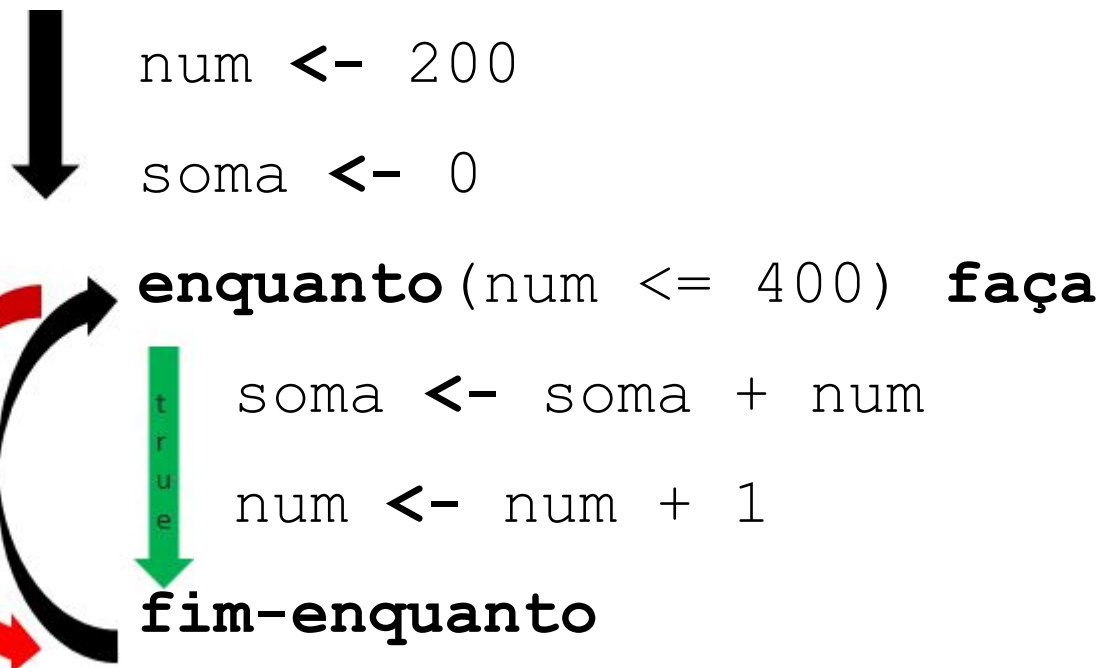 num <- 200
soma <- 0
enquanto(num <= 400) faça
true
soma <- soma + num
num <- num + 1
fim-enquanto